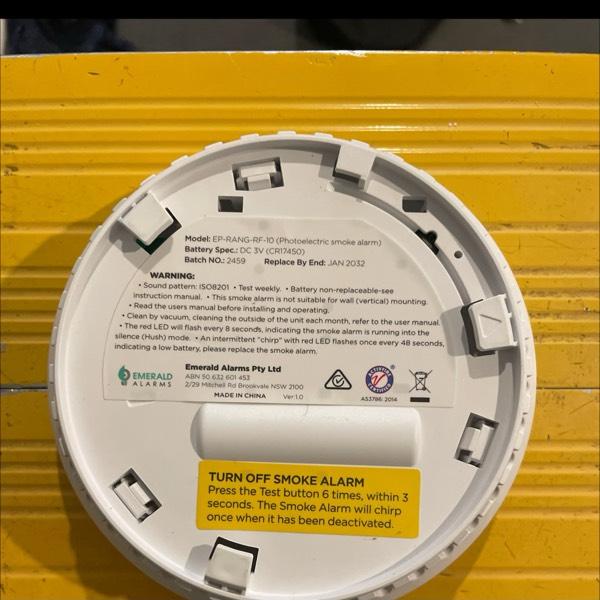 Model: EP-RANG-RF-10 (Photoelectric smoke alarm)
Battery Spec.: DC 3V (CR17450)
Batch NO.: 2459 Replace By End: JAN 2032
WARNING:
• Sound pattern: ISO8201 • Test weekly. • Battery non-replaceable-see
instruction manual. • This smoke alarm is not suitable for wall (vertical) mounting.
• Read the users manual before installing and operating.
• Clean by vacuum, cleaning the outside of the unit each month, refer to the user manual.
• The red LED will flash every 8 seconds, indicating the smoke alarm is running into the
silence (Hush) mode. • An intermittent "chirp" with red LED flashes once every 48 seconds,
indicating a low battery, please replace the smoke alarm.
EMERALD
ALARMS
Emerald Alarms Pty Ltd
ABN 50 632 601 453
2/29 Mitchell Rd Brookvale NSW 2100
MADE IN CHINA Ver:1.0
AS3786: 2014
TURN OFF SMOKE ALARM
Press the Test button 6 times, within 3
seconds. The Smoke Alarm will chirp
once when it has been deactivated.